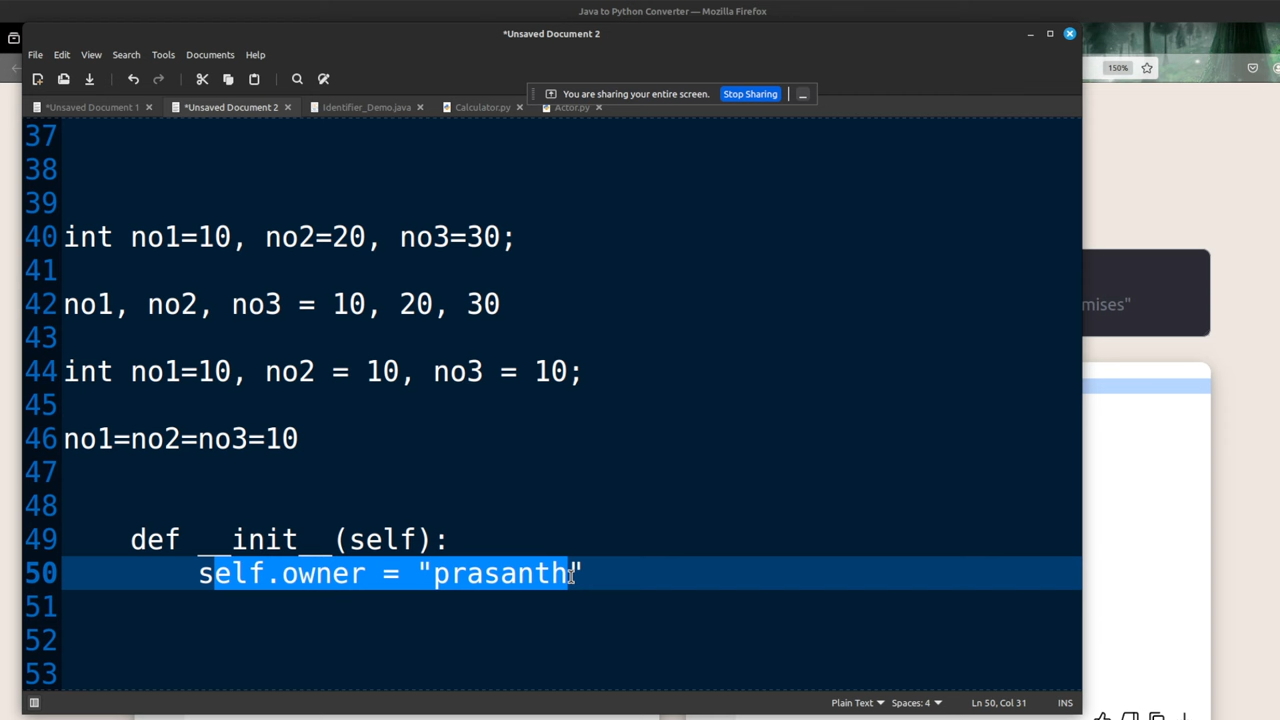 Java to Python Converter — Mozilla Firefox
*Unsaved Document 2
File Edit View Search Tools Documents Help
150%
You are sharing your entire screen. Stop Sharing
*Unsaved Document 1 *Unsaved Document 2 Identifier_Demo.java Calculator.py Actor.py
37
38
39
40 int no1=10, no2=20, no3=30;
41
42 no1, no2, no3 = 10, 20, 30
mises"
43
44 int no1=10, no2 = 10, no3 = 10;
45
46 no1=no2=no3=10
47
48
49 def __init__(self):
50 self.owner = "prasanth"
51
52
53
Plain Text Spaces: 4 Ln 50, Col 31 INS